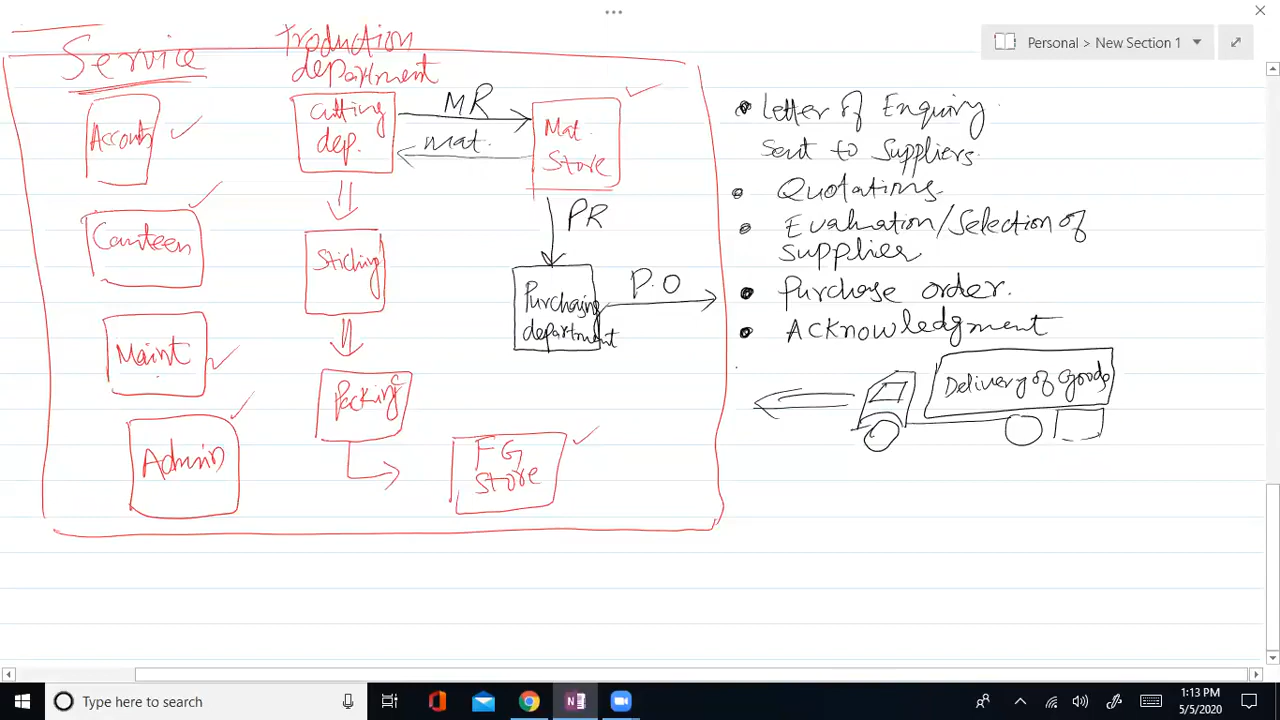 Personal > New Section 1
Service
Production
department
Accounts
Canteen
Maint
Admin
Cutting
dep.
MR
mat.
Mat.
Store
Stiching
Packing
FG
Store
PR
Purchasing
department
P.O
Letter of Enquiry
sent to Suppliers.
Quotations.
Evaluation/Selection of
supplier
Purchase order.
Acknowledgment
Delivery of goods
Type here to search
1:13 PM
5/5/2020